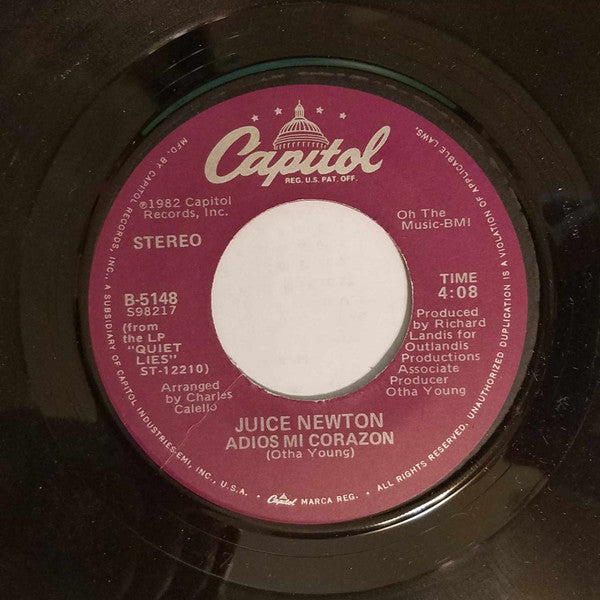 Capitol
REG. U.S. PAT. OFF.
℗1982 Capitol
Records, Inc.
STEREO
B-5148
S98217
(from
the LP
"QUIET
LIES"
ST-12210)
Arranged
by Charles
Calello
Oh The
Music-BMI
TIME
4:08
Produced
by Richard
Landis for
Outlandis
Productions
Associate
Producer
Otha Young
JUICE NEWTON
ADIOS MI CORAZON
(Otha Young)
MFD. BY CAPITOL RECORDS, INC., A SUBSIDIARY OF CAPITOL INDUSTRIES-EMI, INC., U.S.A. • Capitol MARCA REG. • ALL RIGHTS RESERVED. UNAUTHORIZED DUPLICATION IS A VIOLATION OF APPLICABLE LAWS.